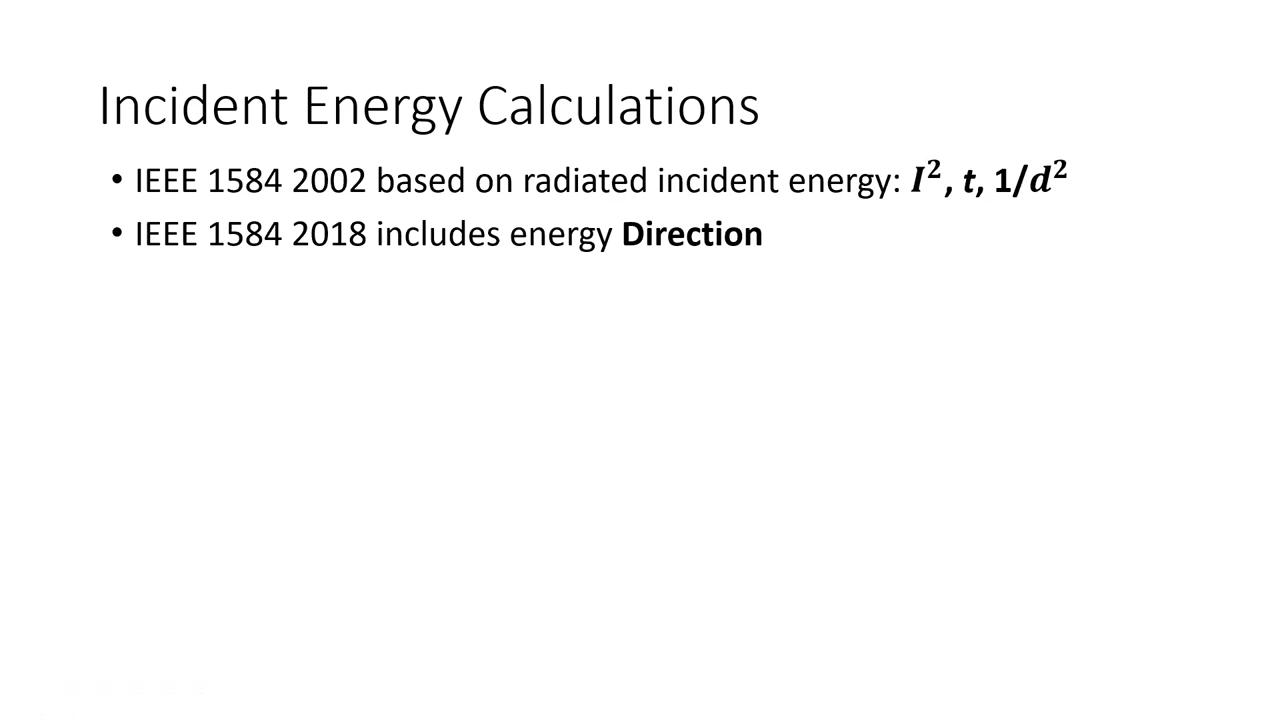 Incident Energy Calculations
• IEEE 1584 2002 based on radiated incident energy: I², t, 1/d²
• IEEE 1584 2018 includes energy Direction